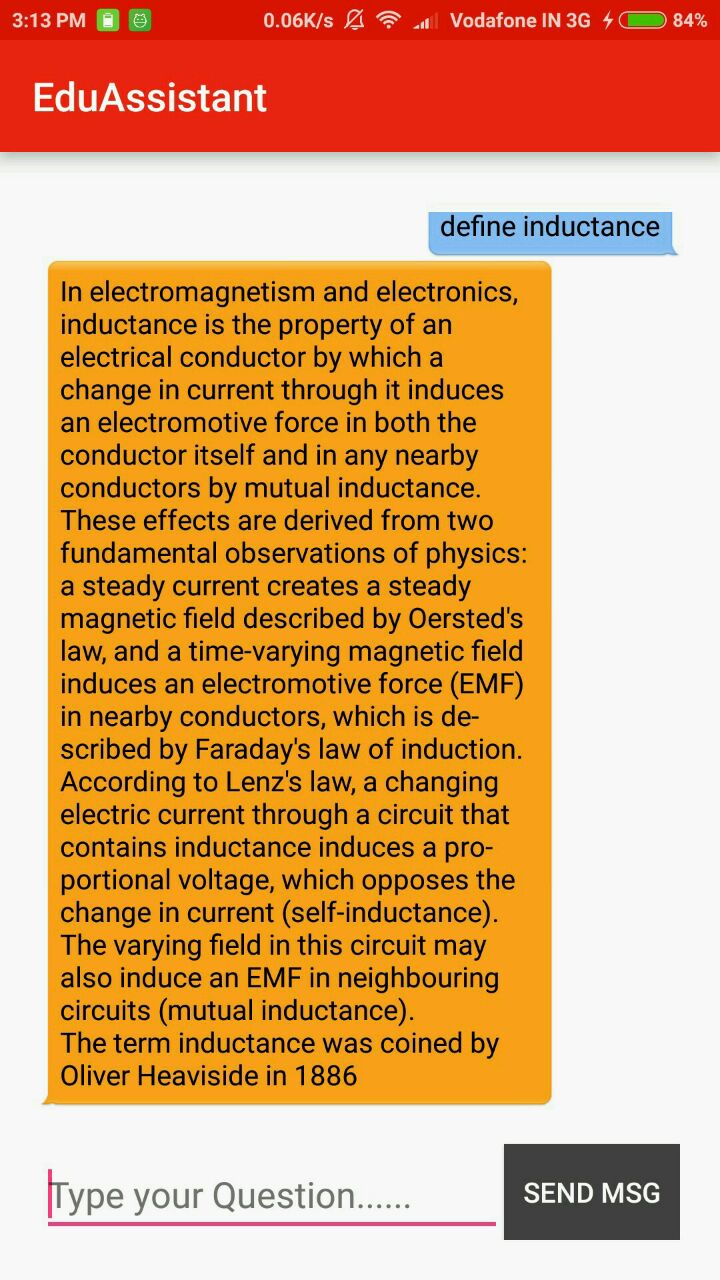 3:13 PM 0.06K/s Vodafone IN 3G 84%
EduAssistant
define inductance
In electromagnetism and electronics,
inductance is the property of an
electrical conductor by which a
change in current through it induces
an electromotive force in both the
conductor itself and in any nearby
conductors by mutual inductance.
These effects are derived from two
fundamental observations of physics:
a steady current creates a steady
magnetic field described by Oersted's
law, and a time-varying magnetic field
induces an electromotive force (EMF)
in nearby conductors, which is de-
scribed by Faraday's law of induction.
According to Lenz's law, a changing
electric current through a circuit that
contains inductance induces a pro-
portional voltage, which opposes the
change in current (self-inductance).
The varying field in this circuit may
also induce an EMF in neighbouring
circuits (mutual inductance).
The term inductance was coined by
Oliver Heaviside in 1886
Type your Question......
SEND MSG